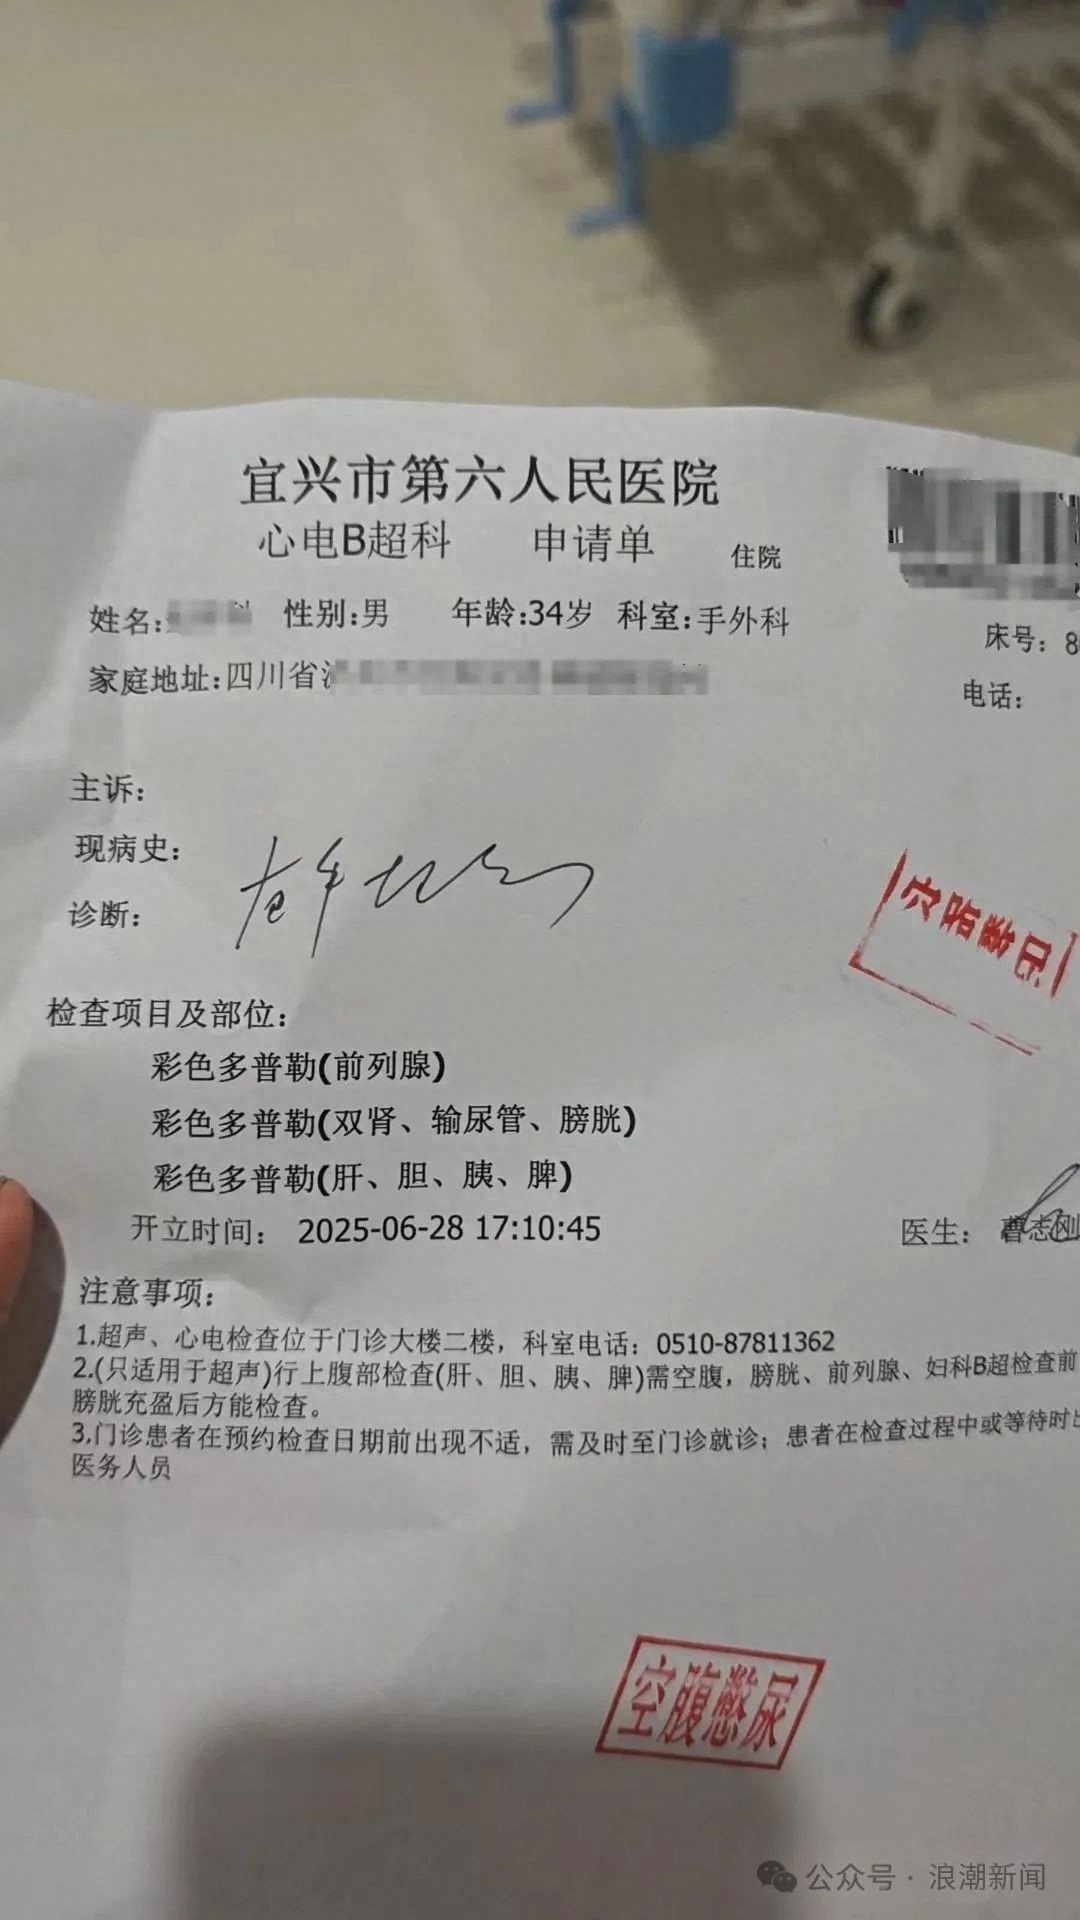 宜兴市第六人民医院
心电B超科 申请单 住院
姓名: 性别:男 年龄:34岁 科室:手外科
床号: 8
家庭地址:四川省
电话:
主诉:
现病史:
诊断:
检查项目及部位:
彩色多普勒(前列腺)
彩色多普勒(双肾、输尿管、膀胱)
彩色多普勒(肝、胆、胰、脾)
开立时间: 2025-06-28 17:10:45 医生: 曹志刚
注意事项:
1.超声、心电检查位于门诊大楼二楼，科室电话：0510-87811362
2.(只适用于超声)行上腹部检查(肝、胆、胰、脾)需空腹，膀胱、前列腺、妇科B超检查前
膀胱充盈后方能检查。
3.门诊患者在预约检查日期前出现不适，需及时至门诊就诊；患者在检查过程中或等待时出
医务人员
空腹憋尿
公众号·浪潮新闻